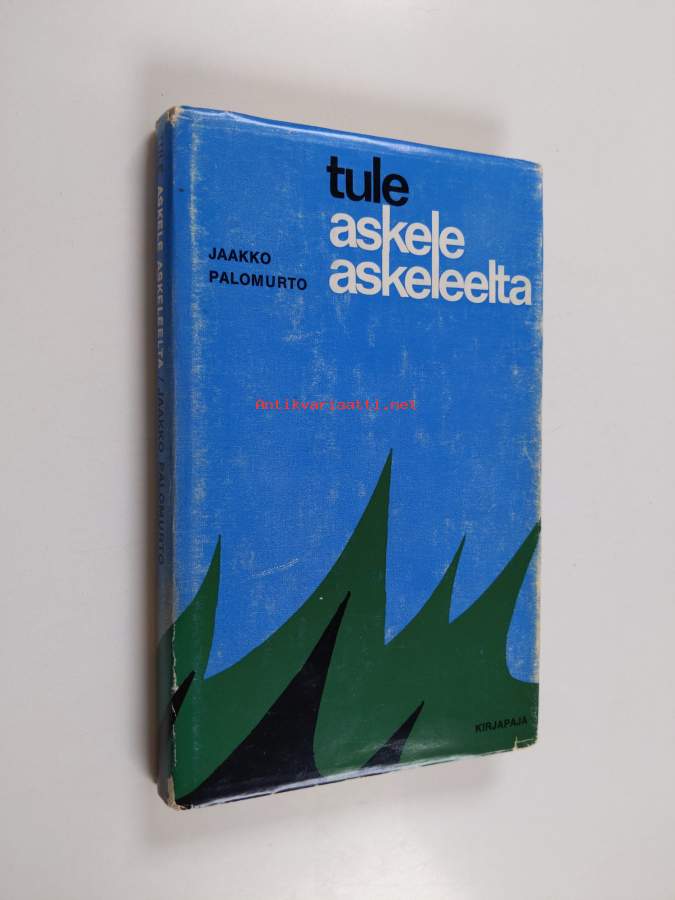 tule
askele
askeleelta
JAAKKO
PALOMURTO
Antikvariaatti.net
KIRJAPAJA
ASKELE ASKELEELTA / JAAKKO PALOMURTO